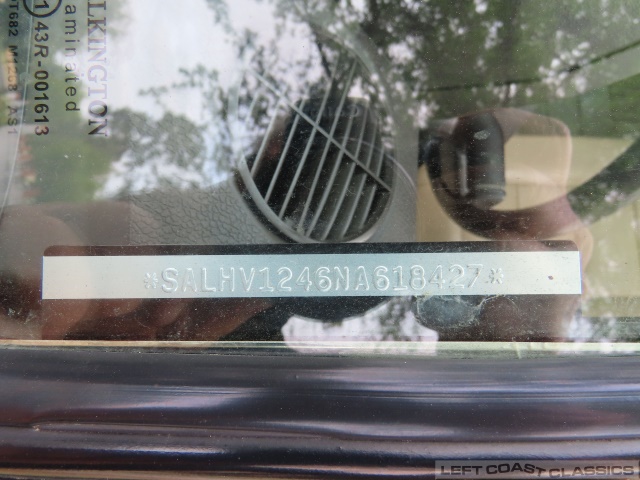 LKINGTON
aminated
43R-001613
*SALHV1246NA618427*
LEFT COAST CLASSICS